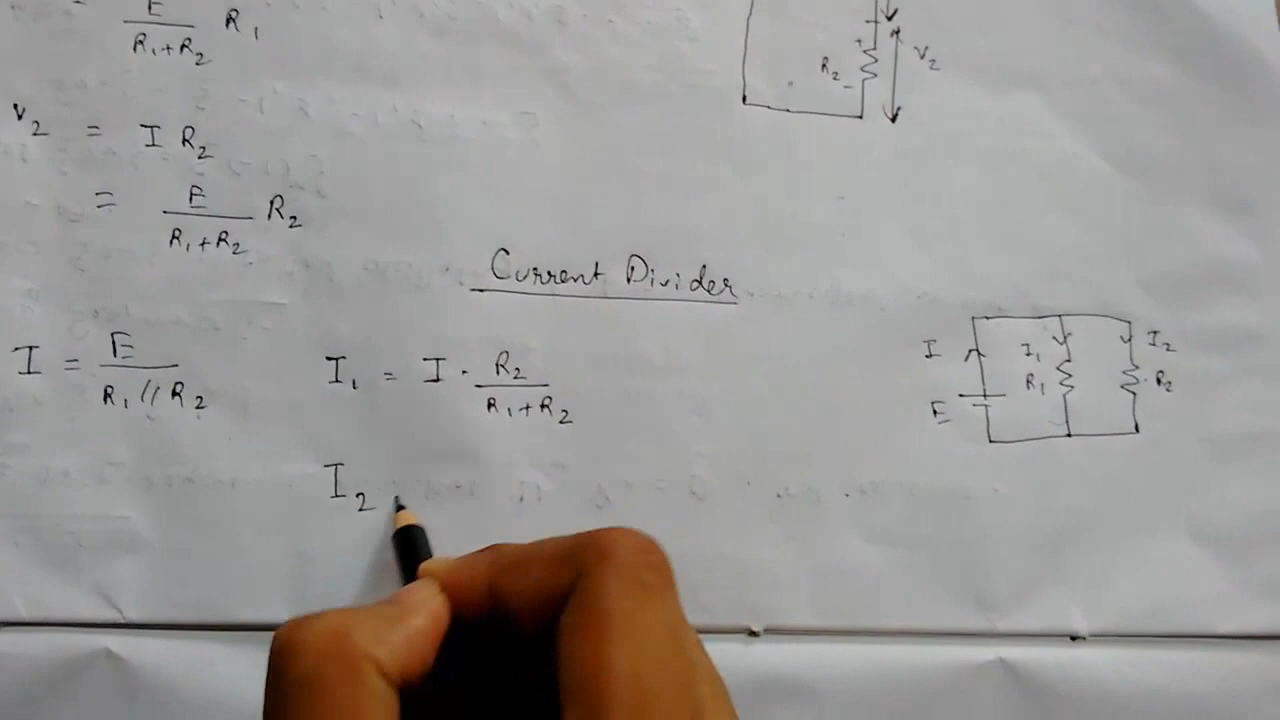 = E/(R₁+R₂) R₁
R₂
V₂
V₂ = I R₂
= E/(R₁+R₂) R₂
Current Divider
I = E/(R₁//R₂)
I₁ = I · R₂/(R₁+R₂)
I
I₁
I₂
R₁
R₂
E
I₂